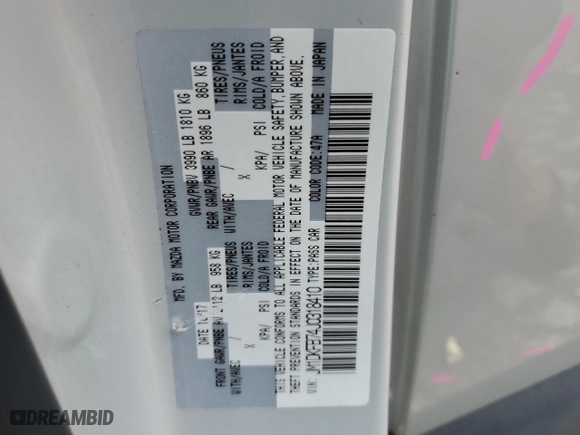 MFD. BY MAZDA MOTOR CORPORATION
DATE GVWR/PNBV 3990 LB 1810 KG
FRONT GAWR/PNBE AV LB 958 KG REAR GAWR/PNBE AR 1896 LB 860 KG
WITH/AVEC TIRES/PNEUS WITH/AVEC TIRES/PNEUS
/ RIMS/JANTES / RIMS/JANTES
X COLD/A FROID X COLD/A FROID
KPA/ PSI KPA/ PSI
THIS VEHICLE CONFORMS TO ALL APPLICABLE FEDERAL MOTOR VEHICLE SAFETY, BUMPER, AND
THEFT PREVENTION STANDARDS IN EFFECT ON THE DATE OF MANUFACTURE SHOWN ABOVE.
VIN: JM1DKFB74J0318410 TYPE:PASS CAR COLOR CODE:47A MADE IN JAPAN
DREAMBID